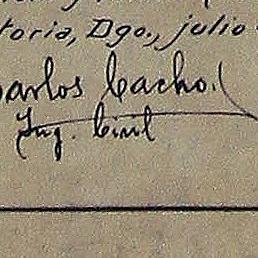 toria, Dgo., julio
Carlos Cacho.
Ing. Civil